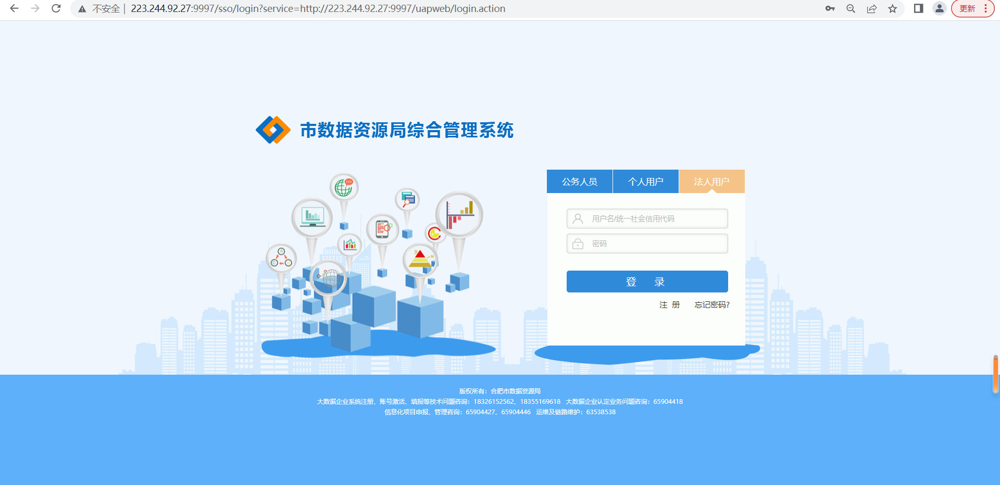 不安全 | 223.244.92.27:9997/sso/login?service=http://223.244.92.27:9997/uapweb/login.action
更新
市数据资源局综合管理系统
公务人员 个人用户 法人用户
用户名/统一社会信用代码
密码
登 录
注 册 忘记密码?
版权所有：合肥市数据资源局
大数据企业系统注册、账号激活、填报等技术问题咨询：18326152562、18355169618 大数据企业认定业务问题咨询：65904418
信息化项目申报、管理咨询：65904427、65904446 运维及链路维护：63538538